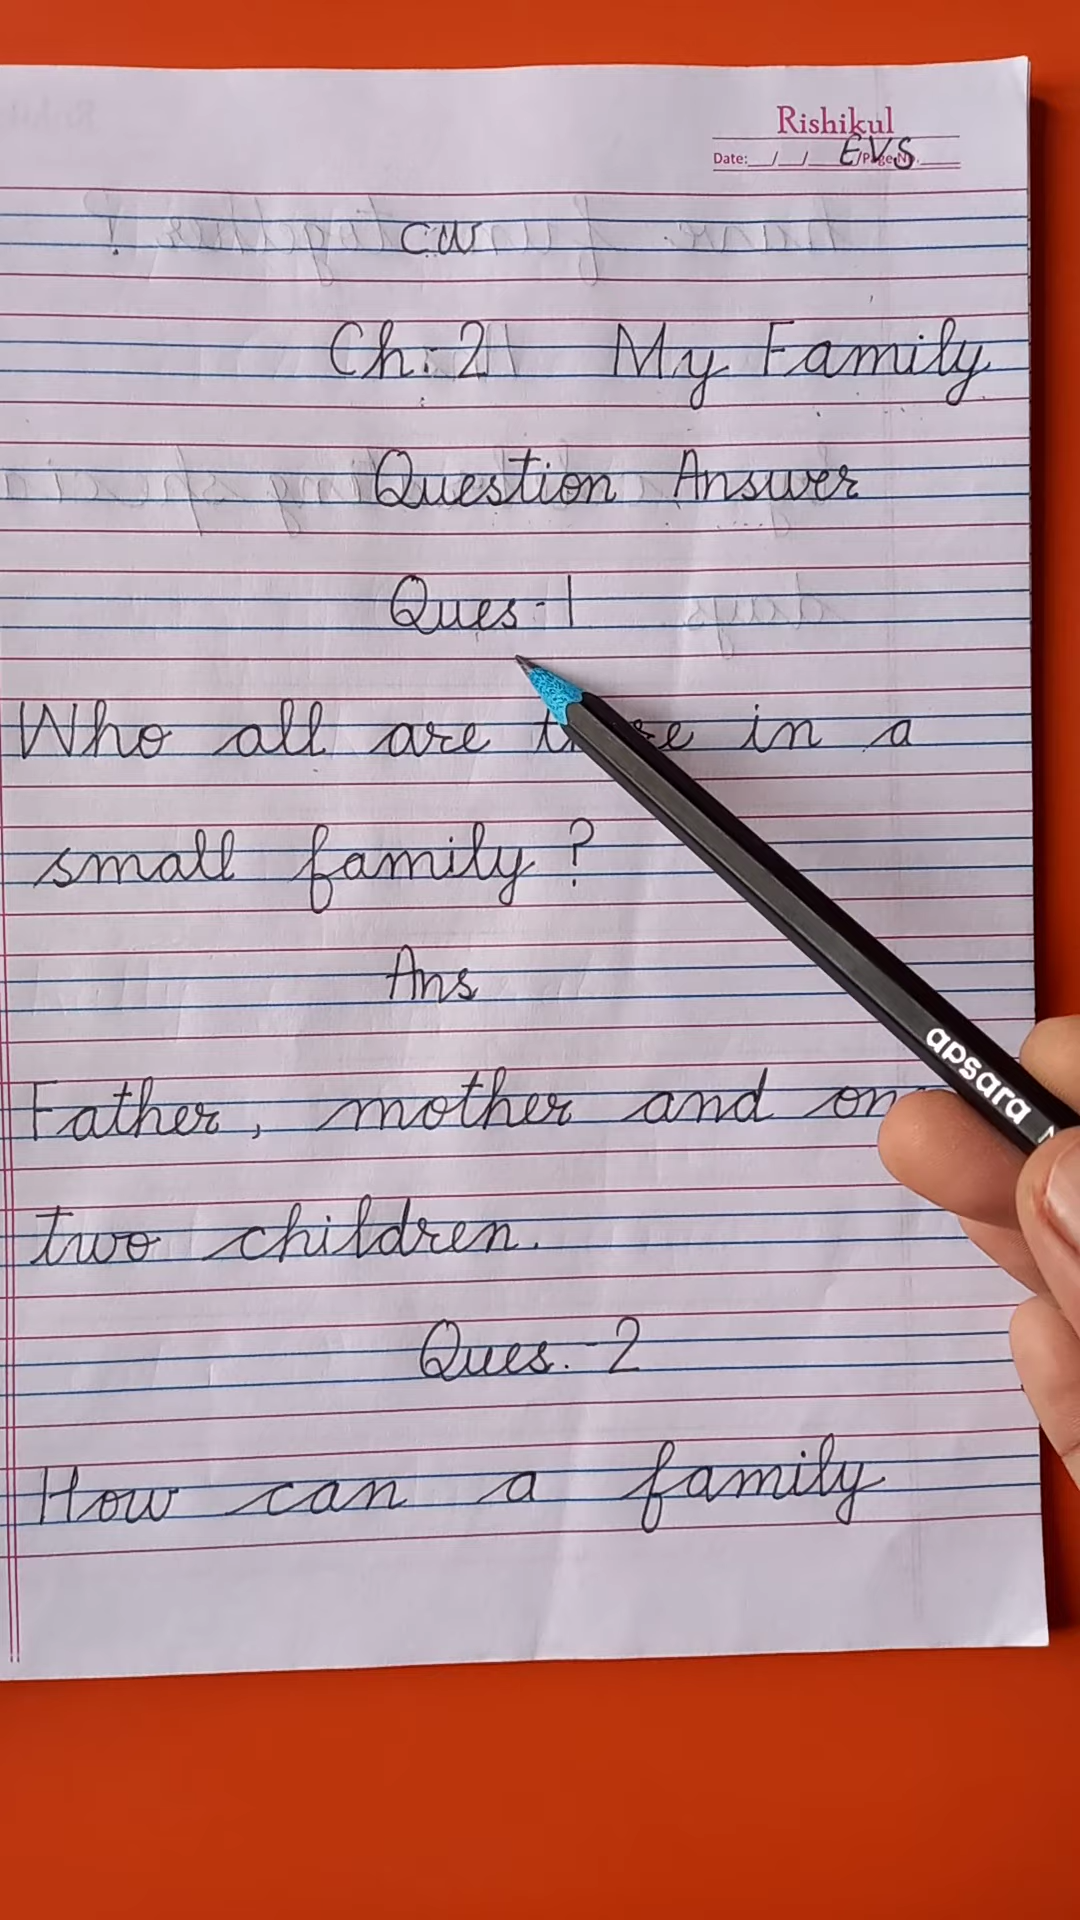 Rishikul
Date: / / EVS
CW
Ch.-2 My Family
Question Answer
Ques.-1
Who all are in a
small family?
Ans
Father, mother and
two children.
Ques.-2
How can a family
apsara